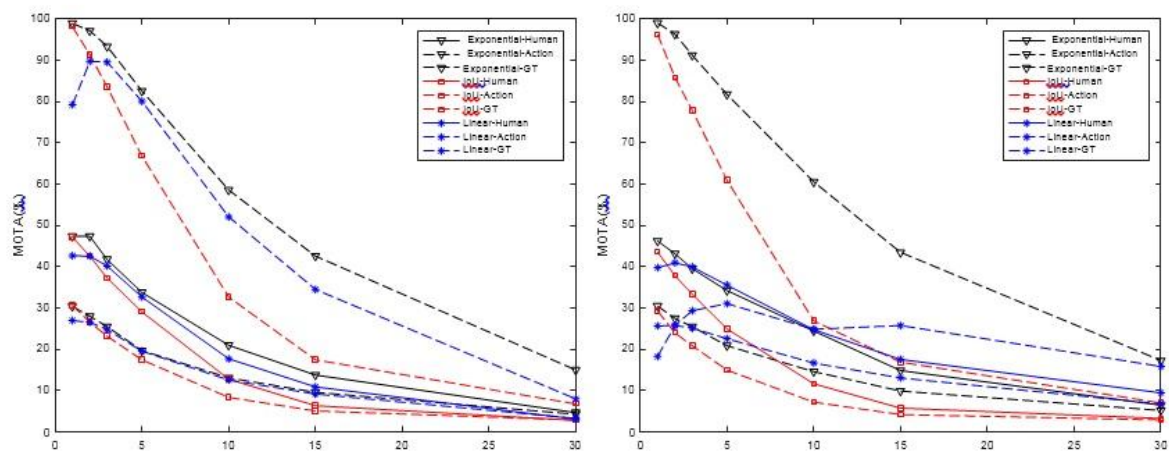 100
90
80
70
60
50
40
30
20
10
0
MOTA(%)
Exponential-Human
Exponential-Action
Exponential-GT
IoU-Human
IoU-Action
IoU-GT
Linear-Human
Linear-Action
Linear-GT
0 5 10 15 20 25 30
100
90
80
70
60
50
40
30
20
10
0
MOTA(%)
Exponential-Human
Exponential-Action
Exponential-GT
IoU-Human
IoU-Action
IoU-GT
Linear-Human
Linear-Action
Linear-GT
0 5 10 15 20 25 30